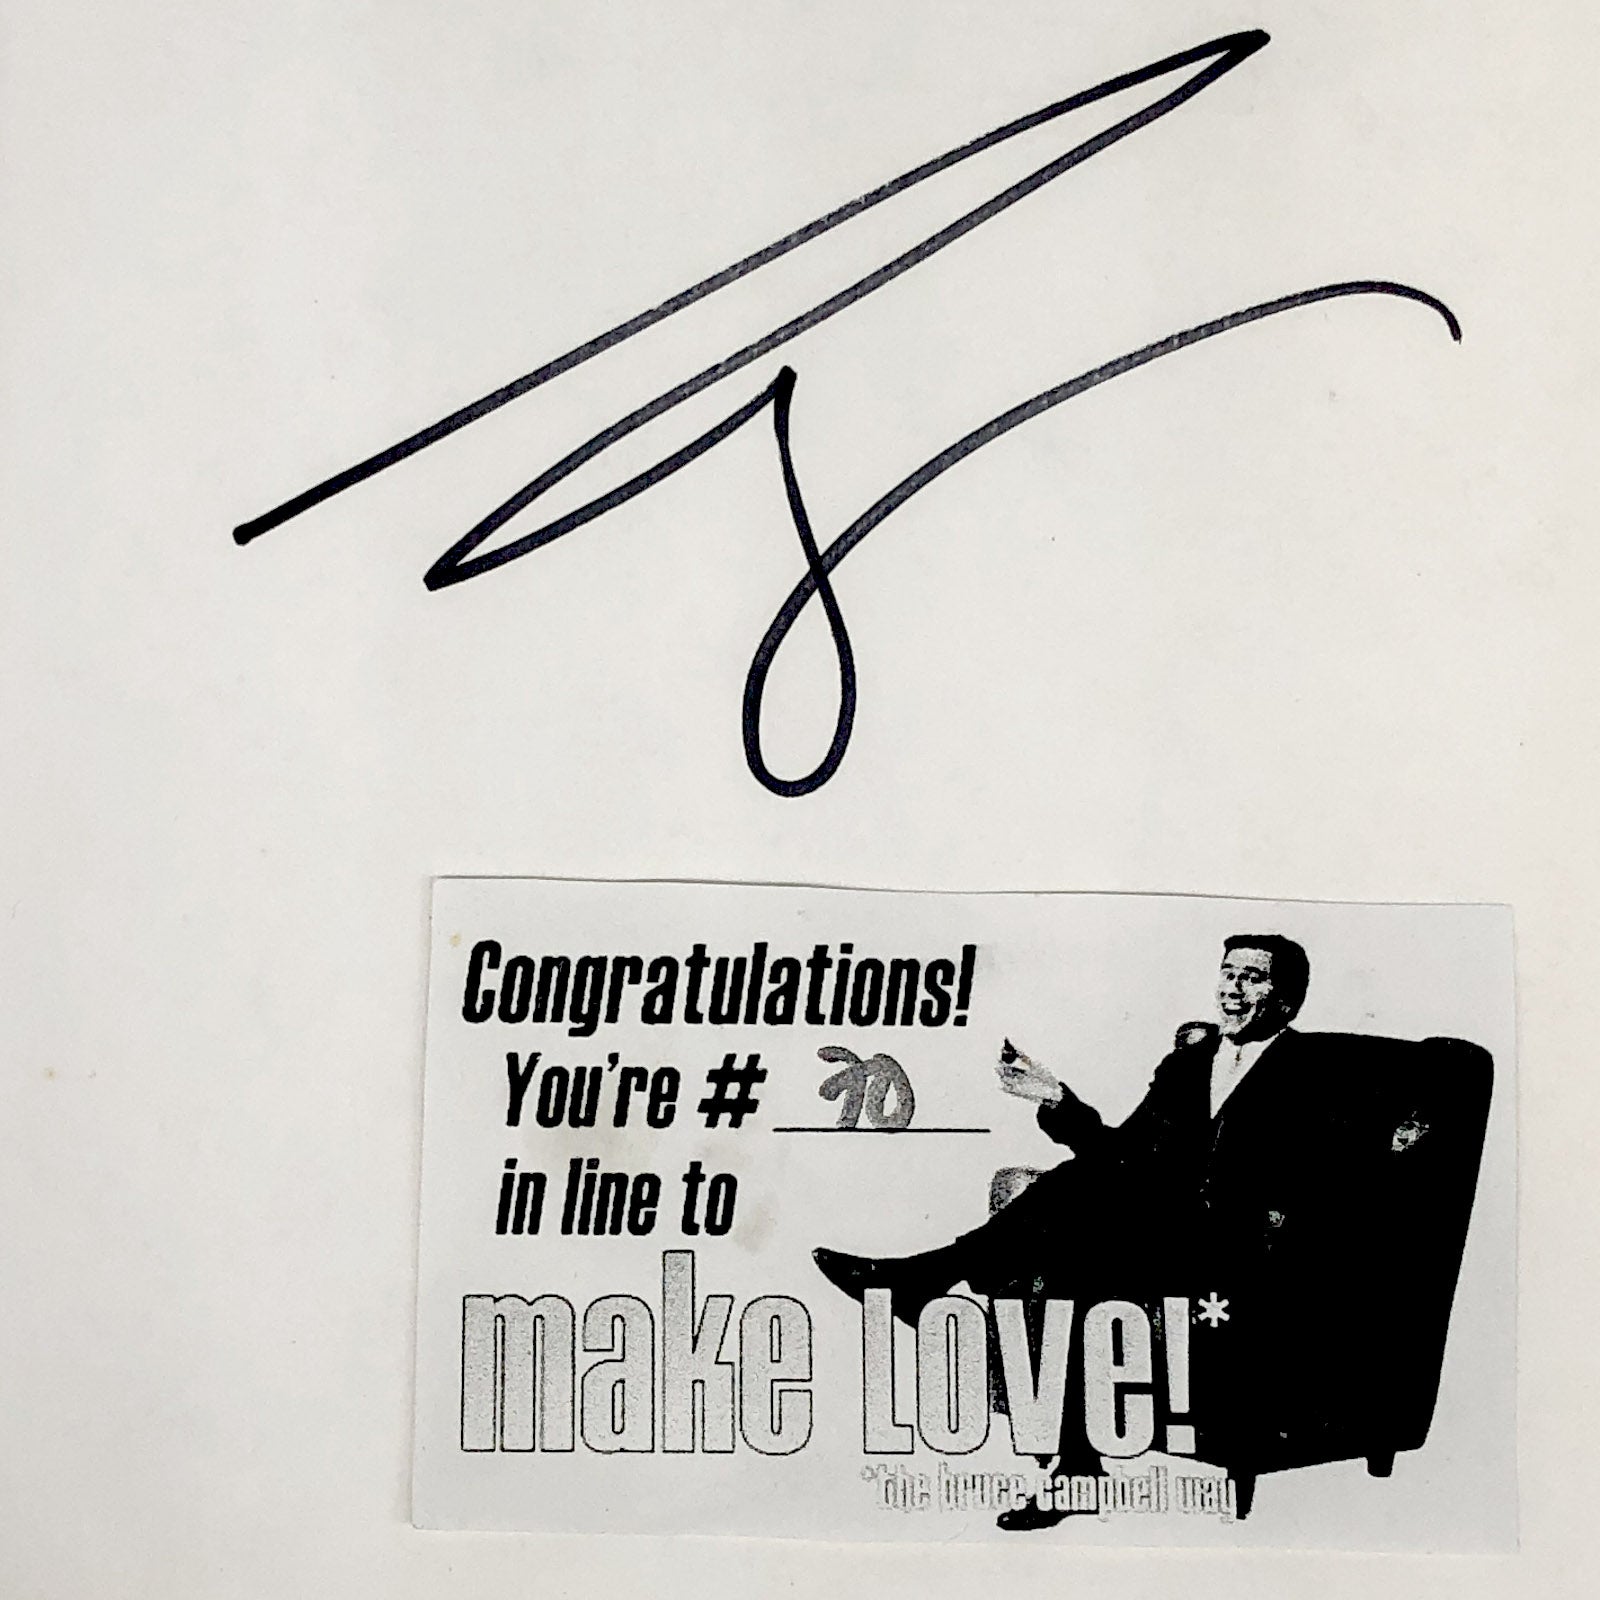 Congratulations!
You're # 70
in line to
make Love!*
*the bruce campbell way